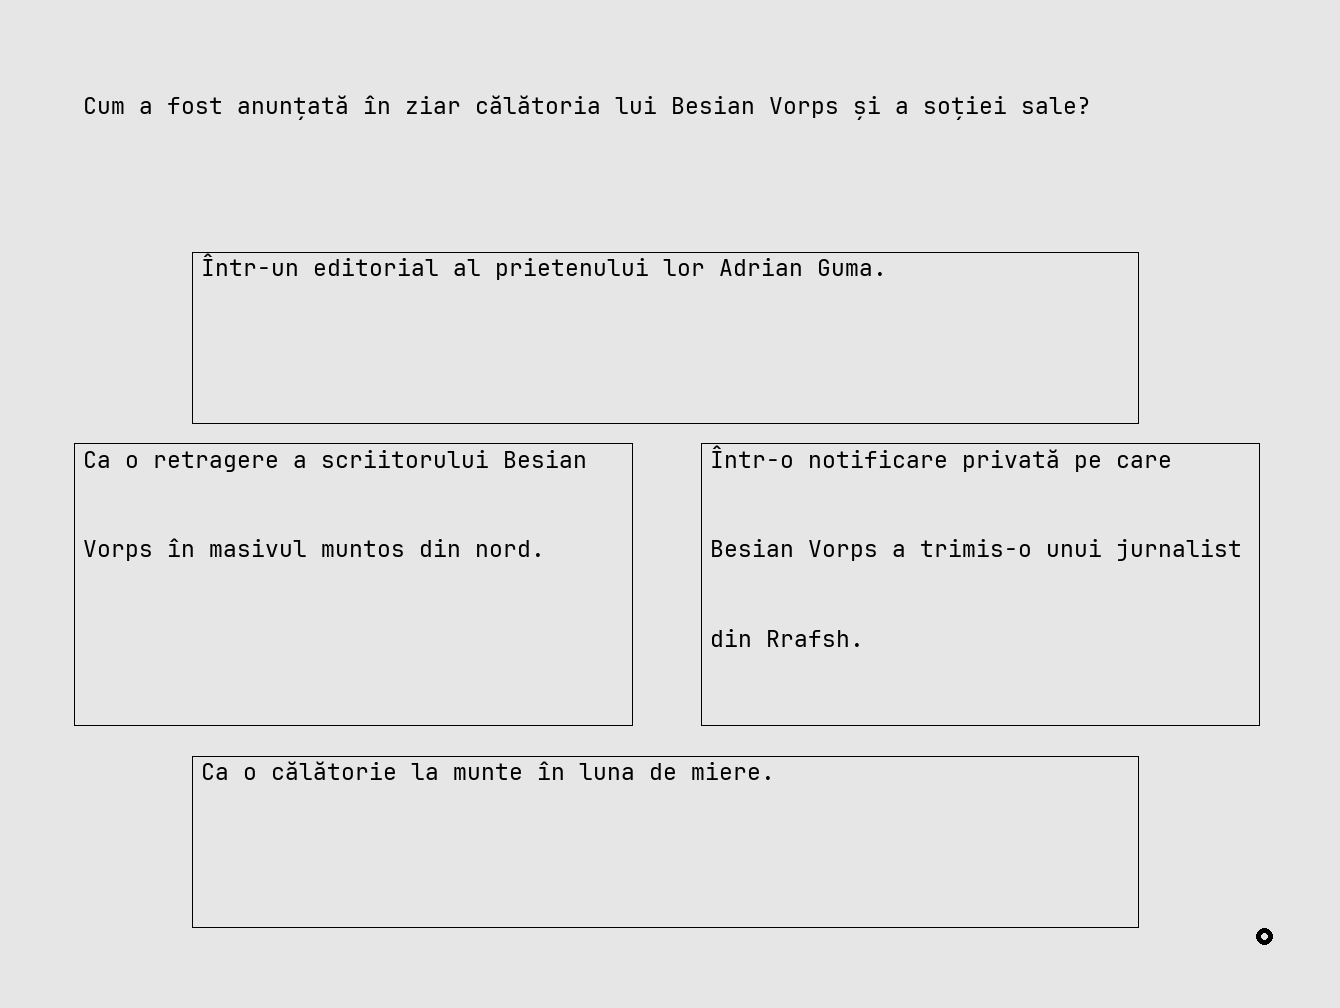 Cum a fost anunțată în ziar călătoria lui Besian Vorps și a soției sale?
Într-un editorial al prietenului lor Adrian Guma.
Ca o retragere a scriitorului Besian
Vorps în masivul muntos din nord.
Într-o notificare privată pe care
Besian Vorps a trimis-o unui jurnalist
din Rrafsh.
Ca o călătorie la munte în luna de miere.